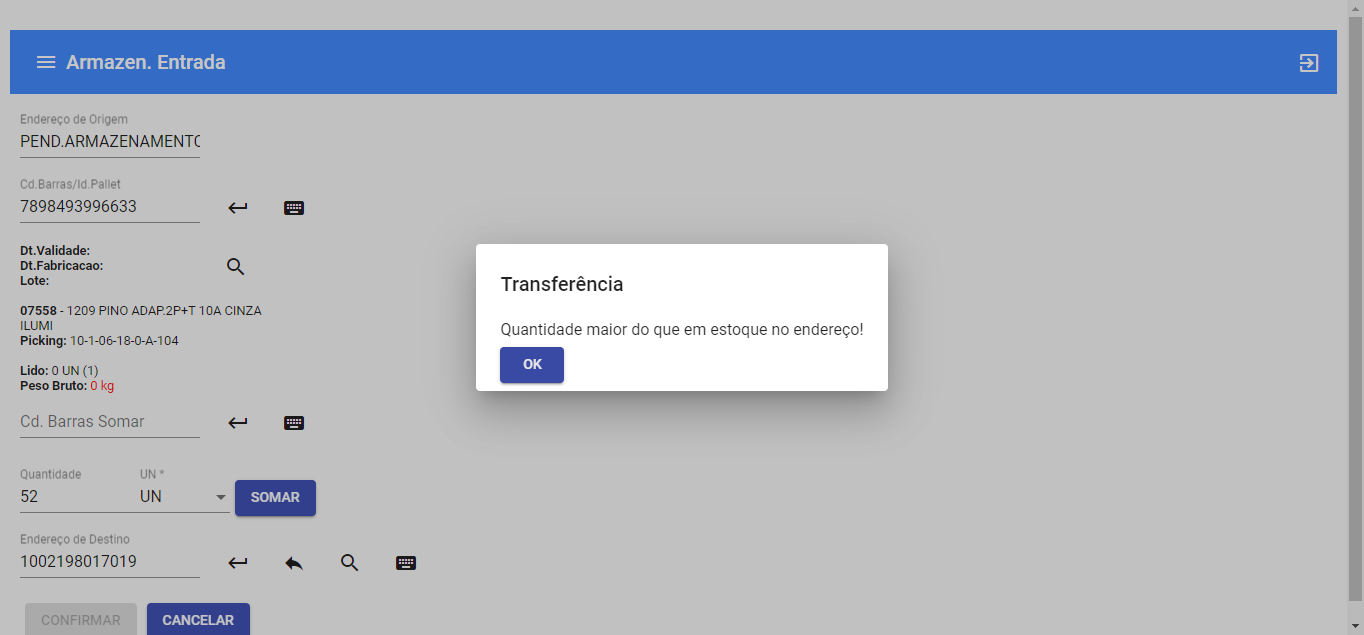 Armazen. Entrada
Endereço de Origem
PEND.ARMAZENAMENTO
Cd.Barras/Id.Pallet
7898493996633
Dt.Validade:
Dt.Fabricacao:
Lote:
07558 - 1209 PINO ADAP.2P+T 10A CINZA
ILUMI
Picking: 10-1-06-18-0-A-104
Lido: 0 UN (1)
Peso Bruto: 0 kg
Cd. Barras Somar
Quantidade UN *
52 UN SOMAR
Endereço de Destino
1002198017019
CONFIRMAR CANCELAR
Transferência
Quantidade maior do que em estoque no endereço!
OK